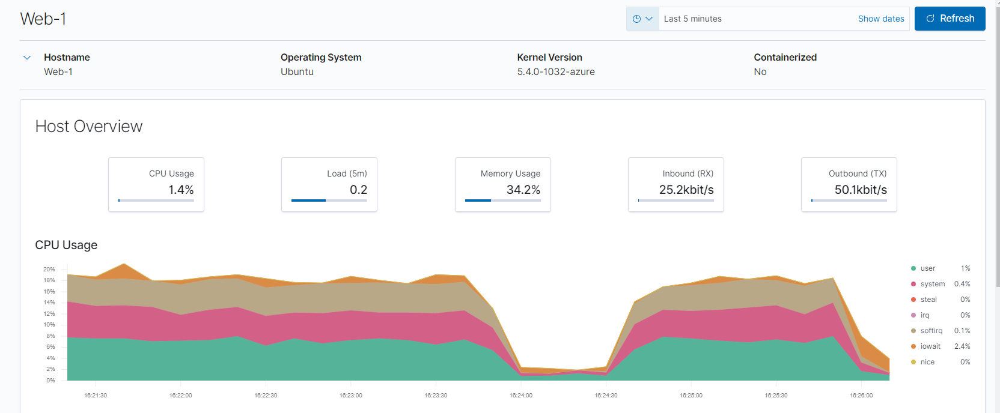 Web-1
Last 5 minutes Show dates Refresh
Hostname Operating System Kernel Version Containerized
Web-1 Ubuntu 5.4.0-1032-azure No
Host Overview
CPU Usage Load (5m) Memory Usage Inbound (RX) Outbound (TX)
1.4% 0.2 34.2% 25.2kbit/s 50.1kbit/s
CPU Usage
20%
18%
16%
14%
12%
10%
8%
6%
4%
2%
0%
16:21:30 16:22:00 16:22:30 16:23:00 16:23:30 16:24:00 16:24:30 16:25:00 16:25:30 16:26:00
user 1%
system 0.4%
steal 0%
irq 0%
softirq 0.1%
iowait 2.4%
nice 0%